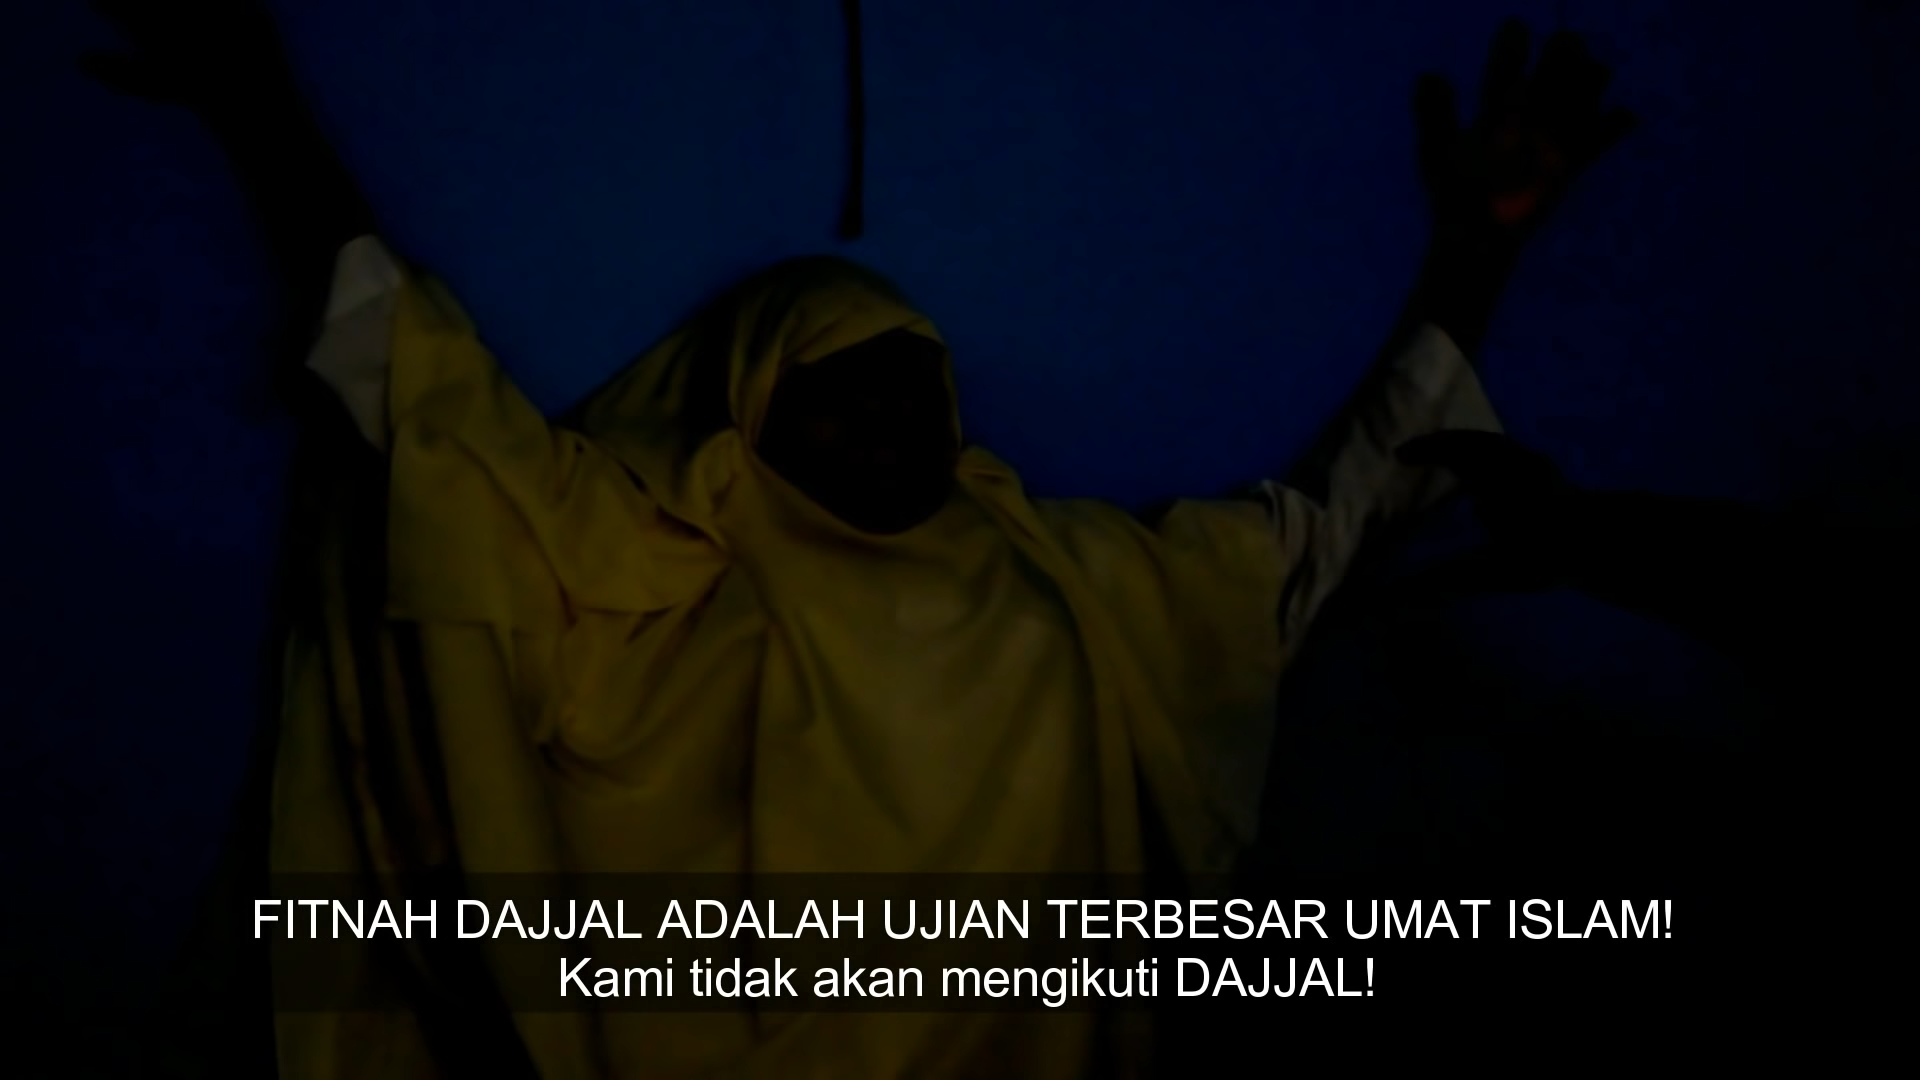 FITNAH DAJJAL ADALAH UJIAN TERBESAR UMAT ISLAM!
Kami tidak akan mengikuti DAJJAL!